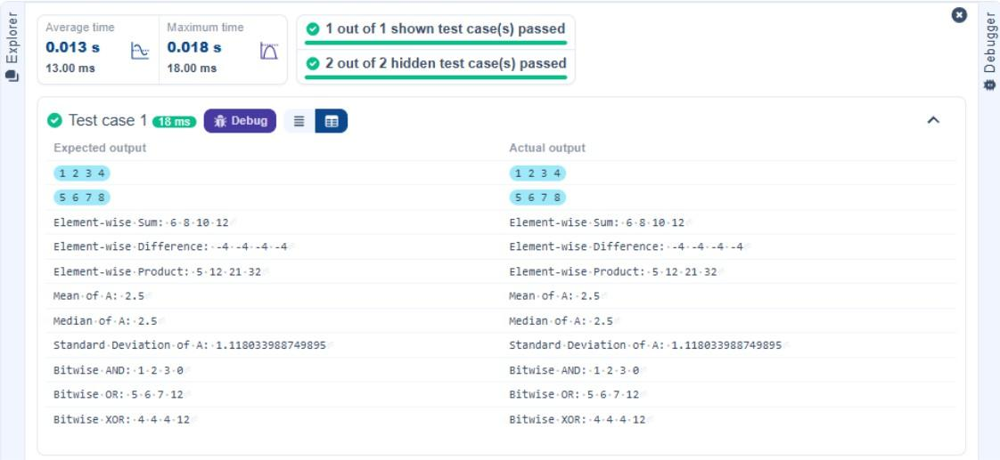 Explorer
Average time
0.013 s
13.00 ms
Maximum time
0.018 s
18.00 ms
1 out of 1 shown test case(s) passed
2 out of 2 hidden test case(s) passed
Debugger
Test case 1 18 ms Debug
Expected output Actual output
1 2 3 4 1 2 3 4
5 6 7 8 5 6 7 8
Element-wise·Sum:·6·8·10·12 Element-wise·Sum:·6·8·10·12
Element-wise·Difference:·-4·-4·-4·-4 Element-wise·Difference:·-4·-4·-4·-4
Element-wise·Product:·5·12·21·32 Element-wise·Product:·5·12·21·32
Mean·of·A:·2.5 Mean·of·A:·2.5
Median·of·A:·2.5 Median·of·A:·2.5
Standard·Deviation·of·A:·1.118033988749895 Standard·Deviation·of·A:·1.118033988749895
Bitwise·AND:·1·2·3·0 Bitwise·AND:·1·2·3·0
Bitwise·OR:·5·6·7·12 Bitwise·OR:·5·6·7·12
Bitwise·XOR:·4·4·4·12 Bitwise·XOR:·4·4·4·12